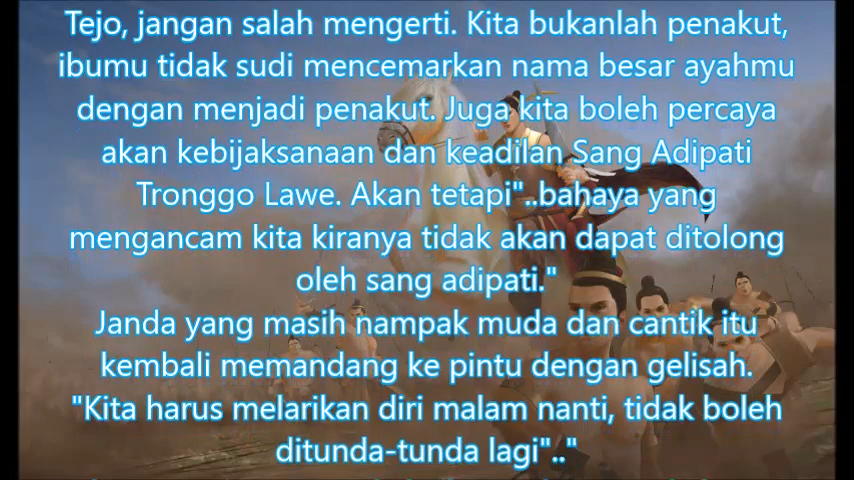 Tejo, jangan salah mengerti. Kita bukanlah penakut,
ibumu tidak sudi mencemarkan nama besar ayahmu
dengan menjadi penakut. Juga kita boleh percaya
akan kebijaksanaan dan keadilan Sang Adipati
Tronggo Lawe. Akan tetapi"..bahaya yang
mengancam kita kiranya tidak akan dapat ditolong
oleh sang adipati."
Janda yang masih nampak muda dan cantik itu
kembali memandang ke pintu dengan gelisah.
"Kita harus melarikan diri malam nanti, tidak boleh
ditunda-tunda lagi".."